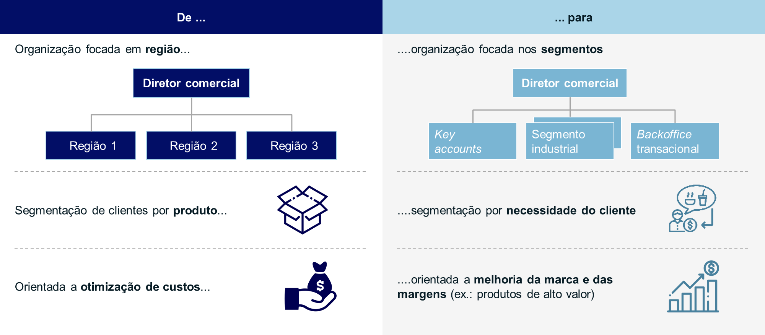 De ...
... para
Organização focada em região...
Diretor comercial
Região 1
Região 2
Região 3
....organização focada nos segmentos
Diretor comercial
Key
accounts
Segmento
industrial
Backoffice
transacional
Segmentação de clientes por produto...
....segmentação por necessidade do cliente
Orientada a otimização de custos...
....orientada a melhoria da marca e das
margens (ex.: produtos de alto valor)